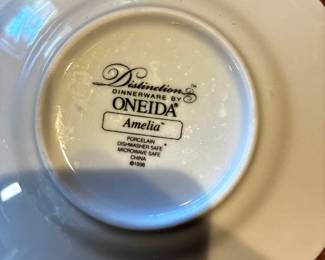 Distinction™
DINNERWARE BY
ONEIDA®
Amelia™
PORCELAIN
DISHWASHER SAFE
MICROWAVE SAFE
CHINA
©1998